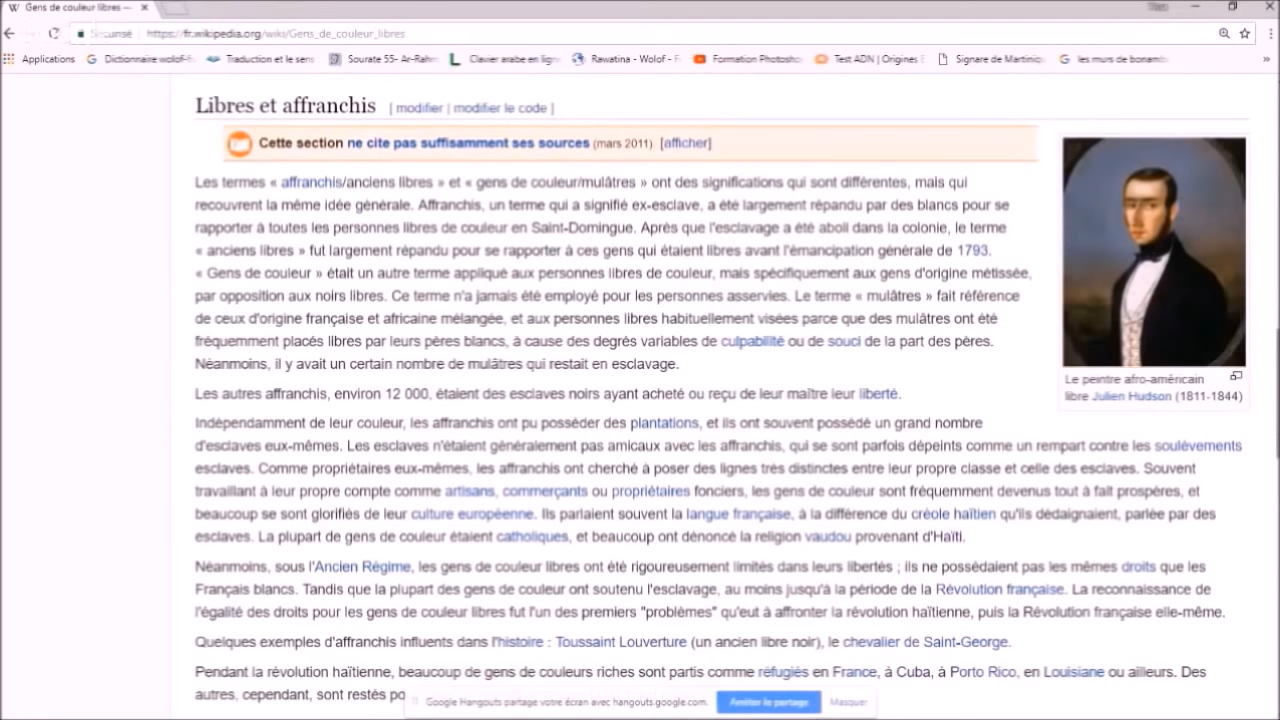 Gens de couleur libres —
Sécurisé https://fr.wikipedia.org/wiki/Gens_de_couleur_libres
Applications Dictionnaire wolof-f Traduction et le sens Sourate 55- Ar-Rahm Clavier arabe en lign Rawatina - Wolof - F Formation Photosho Test ADN | Origines E Signare de Martiniq les murs de bonamb »
Libres et affranchis [ modifier | modifier le code ]
Cette section ne cite pas suffisamment ses sources (mars 2011). [afficher]
Les termes « affranchis/anciens libres » et « gens de couleur/mulâtres » ont des significations qui sont différentes, mais qui
recouvrent la même idée générale. Affranchis, un terme qui a signifié ex-esclave, a été largement répandu par des blancs pour se
rapporter à toutes les personnes libres de couleur en Saint-Domingue. Après que l'esclavage a été aboli dans la colonie, le terme
« anciens libres » fut largement répandu pour se rapporter à ces gens qui étaient libres avant l'émancipation générale de 1793.
« Gens de couleur » était un autre terme appliqué aux personnes libres de couleur, mais spécifiquement aux gens d'origine métissée,
par opposition aux noirs libres. Ce terme n'a jamais été employé pour les personnes asservies. Le terme « mulâtres » fait référence
de ceux d'origine française et africaine mélangée, et aux personnes libres habituellement visées parce que des mulâtres ont été
fréquemment placés libres par leurs pères blancs, à cause des degrés variables de culpabilité ou de souci de la part des pères.
Néanmoins, il y avait un certain nombre de mulâtres qui restait en esclavage.
Le peintre afro-américain
libre Julien Hudson (1811-1844)
Les autres affranchis, environ 12 000, étaient des esclaves noirs ayant acheté ou reçu de leur maître leur liberté.
Indépendamment de leur couleur, les affranchis ont pu posséder des plantations, et ils ont souvent possédé un grand nombre
d'esclaves eux-mêmes. Les esclaves n'étaient généralement pas amicaux avec les affranchis, qui se sont parfois dépeints comme un rempart contre les soulèvements
esclaves. Comme propriétaires eux-mêmes, les affranchis ont cherché à poser des lignes très distinctes entre leur propre classe et celle des esclaves. Souvent
travaillant à leur propre compte comme artisans, commerçants ou propriétaires fonciers, les gens de couleur sont fréquemment devenus tout à fait prospères, et
beaucoup se sont glorifiés de leur culture européenne. Ils parlaient souvent la langue française, à la différence du créole haïtien qu'ils dédaignaient, parlée par des
esclaves. La plupart de gens de couleur étaient catholiques, et beaucoup ont dénoncé la religion vaudou provenant d'Haïti.
Néanmoins, sous l'Ancien Régime, les gens de couleur libres ont été rigoureusement limités dans leurs libertés ; ils ne possédaient pas les mêmes droits que les
Français blancs. Tandis que la plupart des gens de couleur ont soutenu l'esclavage, au moins jusqu'à la période de la Révolution française. La reconnaissance de
l'égalité des droits pour les gens de couleur libres fut l'un des premiers "problèmes" qu'eut à affronter la révolution haïtienne, puis la Révolution française elle-même.
Quelques exemples d'affranchis influents dans l'histoire : Toussaint Louverture (un ancien libre noir), le chevalier de Saint-George.
Pendant la révolution haïtienne, beaucoup de gens de couleurs riches sont partis comme réfugiés en France, à Cuba, à Porto Rico, en Louisiane ou ailleurs. Des
autres, cependant, sont restés po
Google Hangouts partage votre écran avec hangouts.google.com. Arrêter le partage Masquer